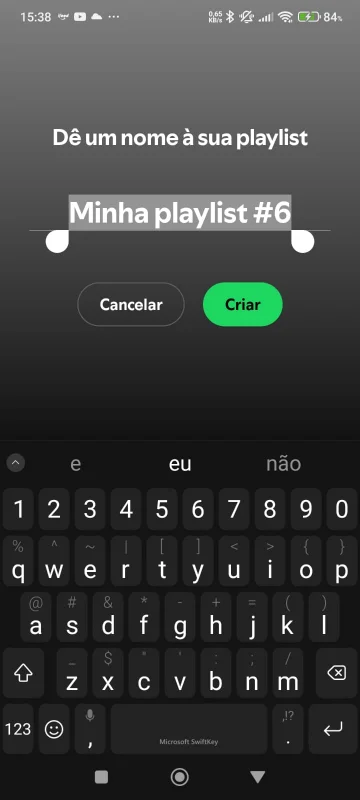 15:38
0,65
KB/s
84%
Dê um nome à sua playlist
Minha playlist #6
Cancelar
Criar
e eu não
1 2 3 4 5 6 7 8 9 0
% ^ ~ | [ ] < > { }
q w e r t y u i o p
@ # & * - + = ( )
a s d f g h j k l
_ $ " ' : ; /
z x c v b n m
123 , Microsoft SwiftKey ,!? .